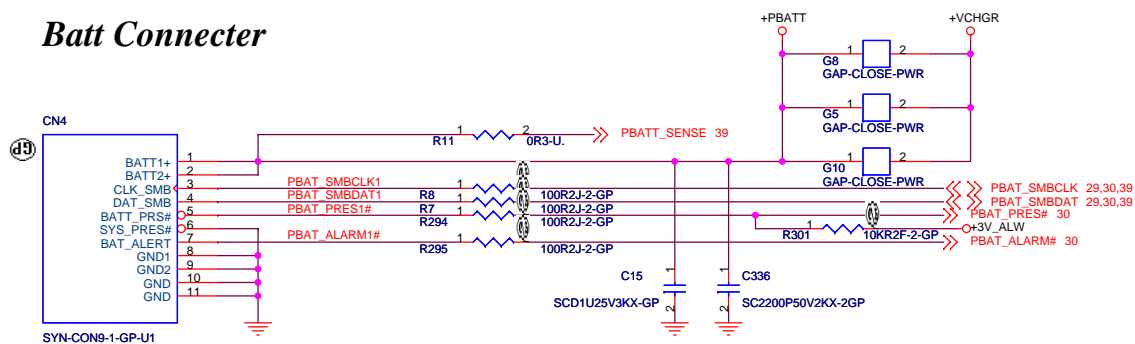 Batt Connecter
+PBATT
+VCHGR
1 2
G8
GAP-CLOSE-PWR
1 2
G5
GAP-CLOSE-PWR
1 2
G10
GAP-CLOSE-PWR
CN4
GP
BATT1+ 1
BATT2+ 2
CLK_SMB 3
DAT_SMB 4
BATT_PRS# 5
SYS_PRES# 6
BAT_ALERT 7
GND1 8
GND2 9
GND 10
GND 11
SYN-CON9-1-GP-U1
1 2
R11 0R3-U.
PBATT_SENSE 39
PBAT_SMBCLK1 1
R8 100R2J-2-GP
PBAT_SMBCLK 29,30,39
PBAT_SMBDAT1 1
R7 100R2J-2-GP
PBAT_SMBDAT 29,30,39
PBAT_PRES1# 1
R294 100R2J-2-GP
PBAT_PRES# 30
1
R301 10KR2F-2-GP
+3V_ALW
PBAT_ALARM1# 1
R295 100R2J-2-GP
PBAT_ALARM# 30
1
C15
2
SCD1U25V3KX-GP
1
C336
2
SC2200P50V2KX-2GP